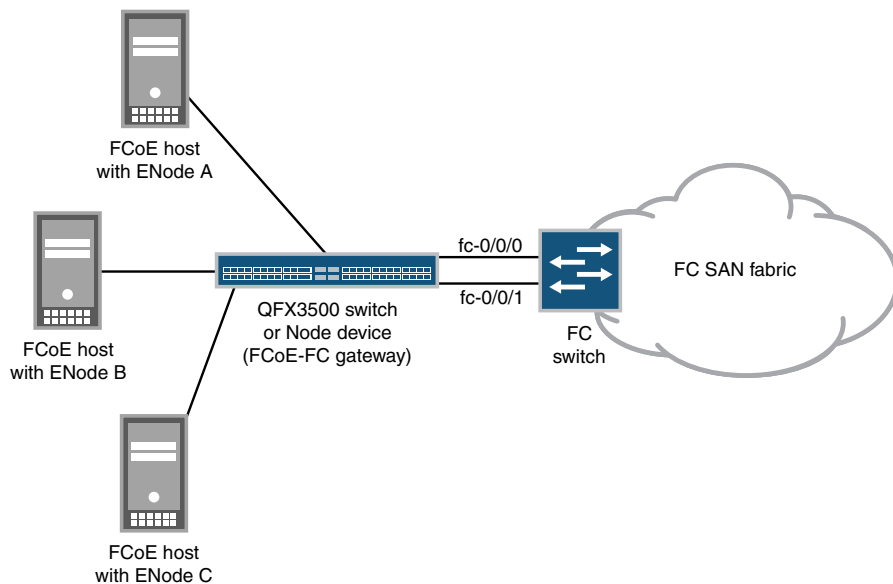 FCoE host
with ENode A
FCoE host
with ENode B
FCoE host
with ENode C
QFX3500 switch
or Node device
(FCoE-FC gateway)
fc-0/0/0
fc-0/0/1
FC
switch
FC SAN fabric